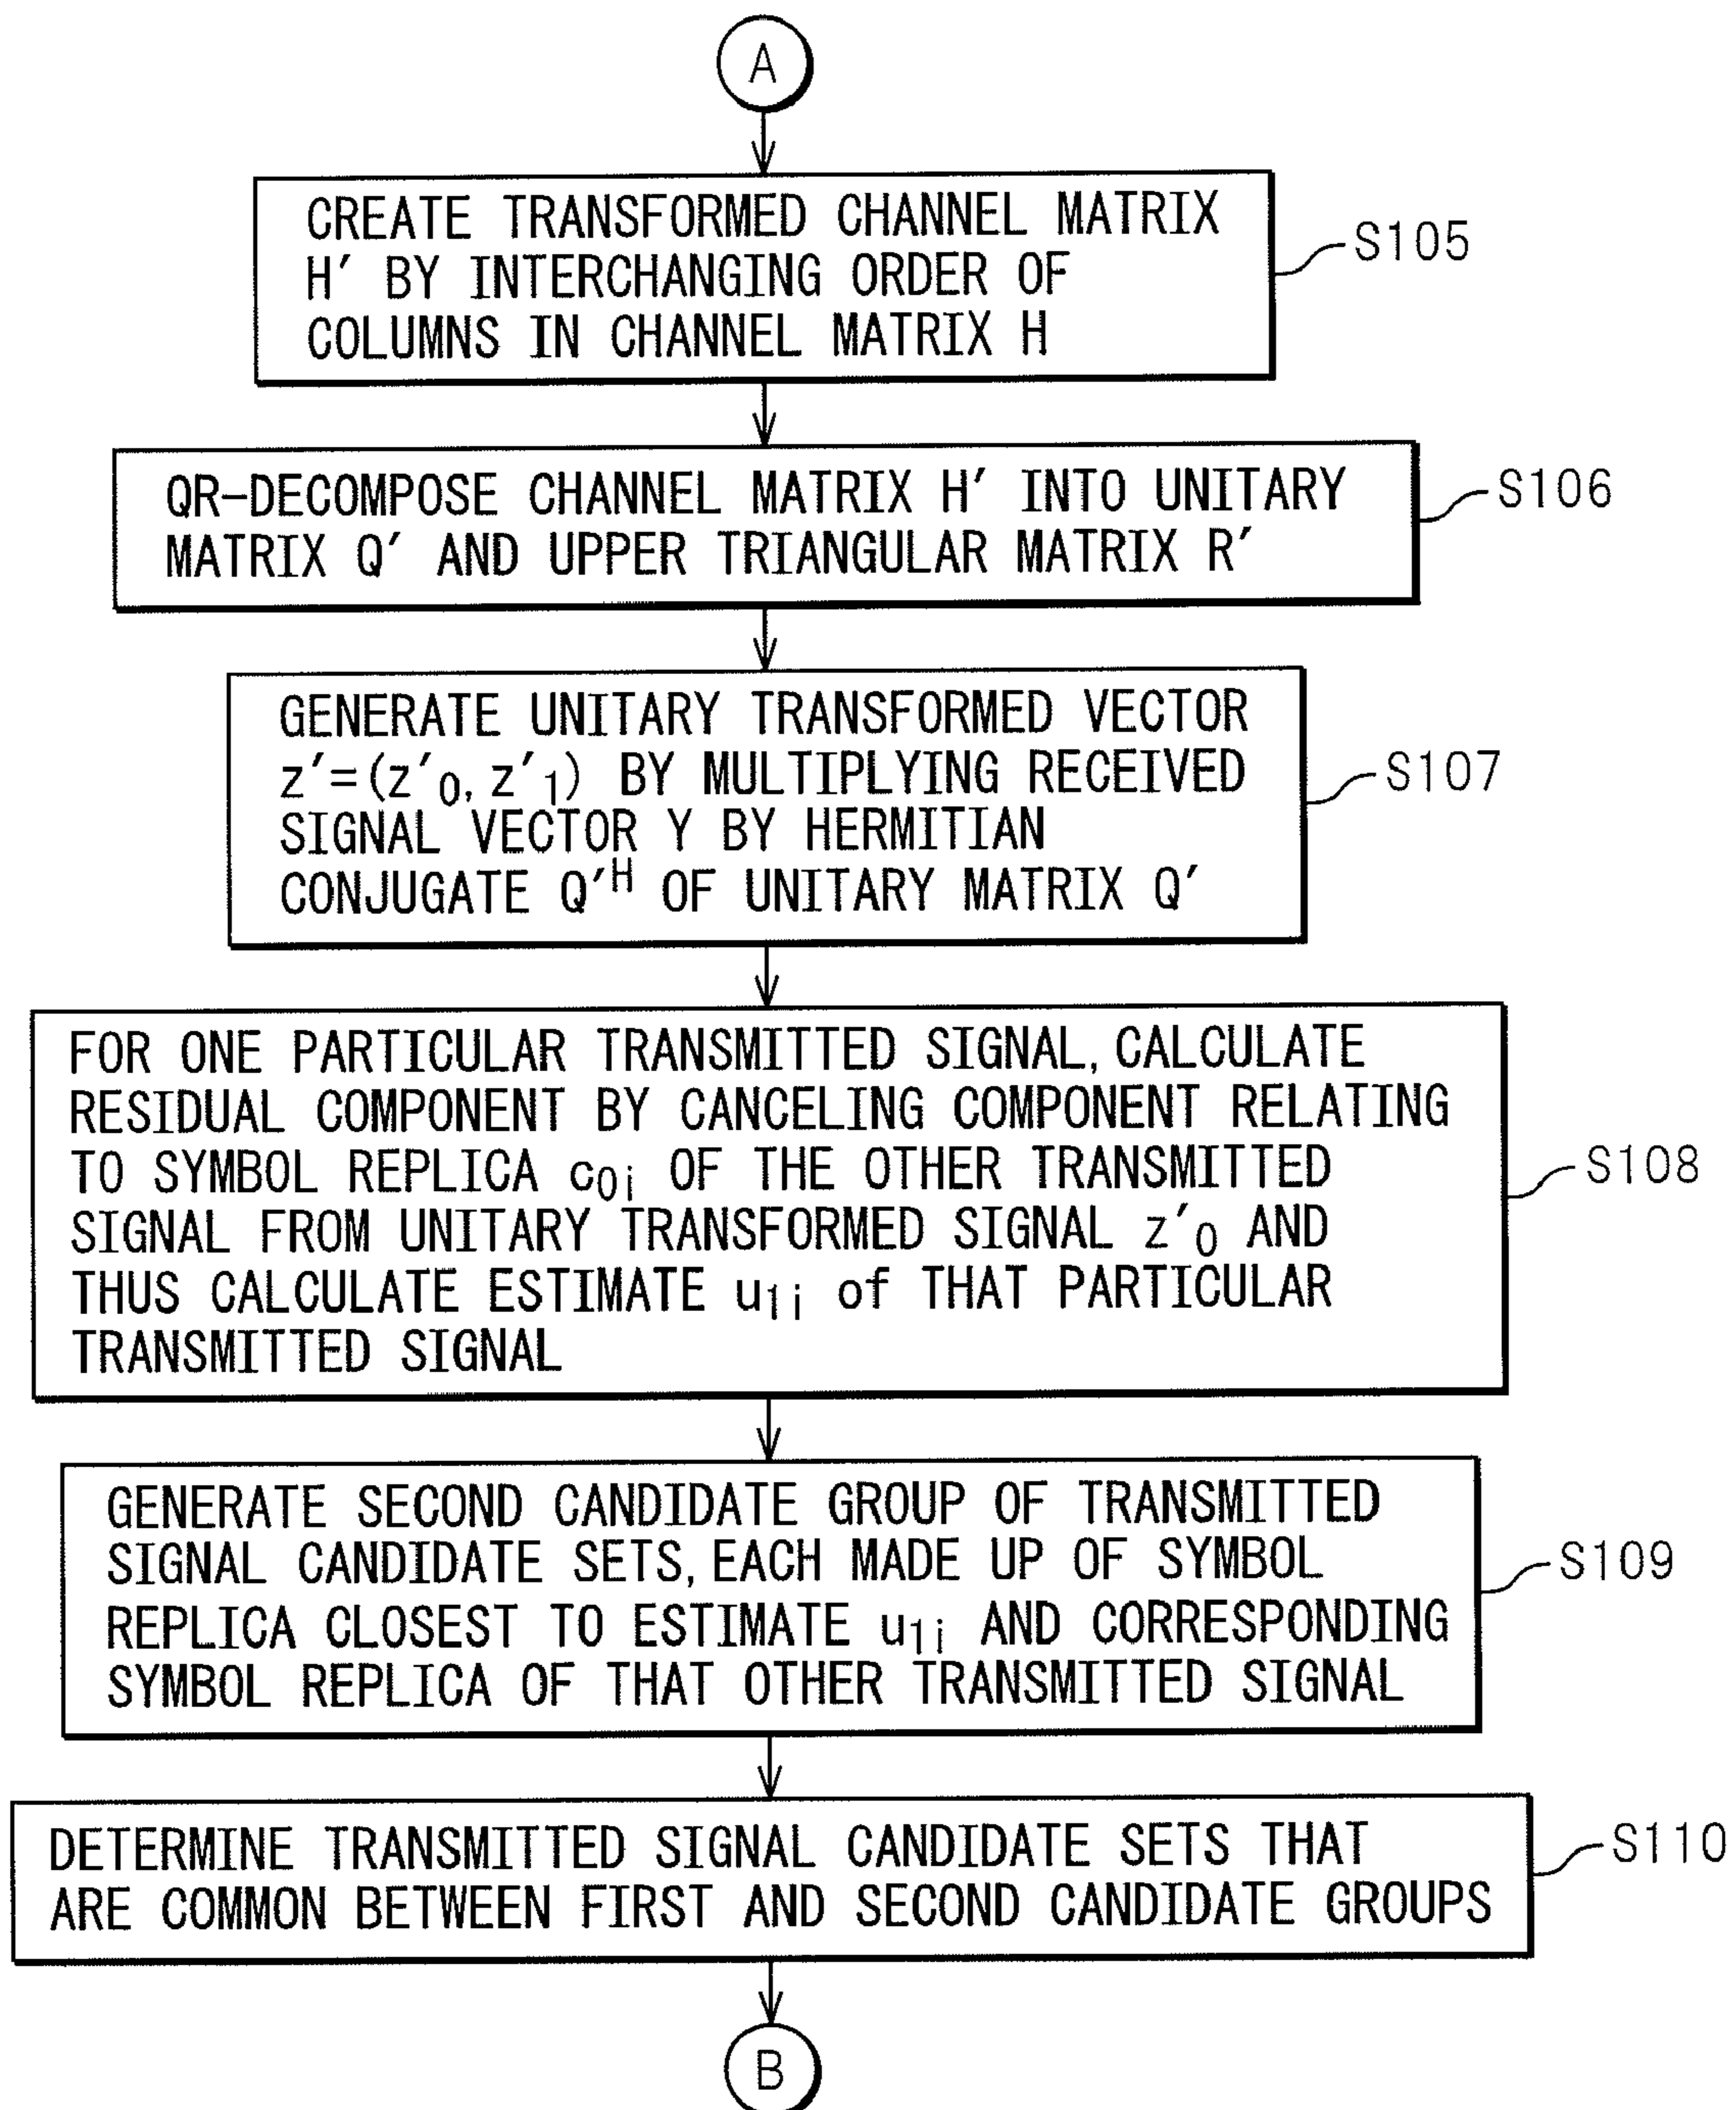 A
CREATE TRANSFORMED CHANNEL MATRIX
H′ BY INTERCHANGING ORDER OF
COLUMNS IN CHANNEL MATRIX H
S105
QR-DECOMPOSE CHANNEL MATRIX H′ INTO UNITARY
MATRIX Q′ AND UPPER TRIANGULAR MATRIX R′
S106
GENERATE UNITARY TRANSFORMED VECTOR
z′=(z′₀, z′₁) BY MULTIPLYING RECEIVED
SIGNAL VECTOR Y BY HERMITIAN
CONJUGATE Q′ᴴ OF UNITARY MATRIX Q′
S107
FOR ONE PARTICULAR TRANSMITTED SIGNAL, CALCULATE
RESIDUAL COMPONENT BY CANCELING COMPONENT RELATING
TO SYMBOL REPLICA c₀ᵢ OF THE OTHER TRANSMITTED
SIGNAL FROM UNITARY TRANSFORMED SIGNAL z′₀ AND
THUS CALCULATE ESTIMATE u₁ᵢ of THAT PARTICULAR
TRANSMITTED SIGNAL
S108
GENERATE SECOND CANDIDATE GROUP OF TRANSMITTED
SIGNAL CANDIDATE SETS, EACH MADE UP OF SYMBOL
REPLICA CLOSEST TO ESTIMATE u₁ᵢ AND CORRESPONDING
SYMBOL REPLICA OF THAT OTHER TRANSMITTED SIGNAL
S109
DETERMINE TRANSMITTED SIGNAL CANDIDATE SETS THAT
ARE COMMON BETWEEN FIRST AND SECOND CANDIDATE GROUPS
S110
B